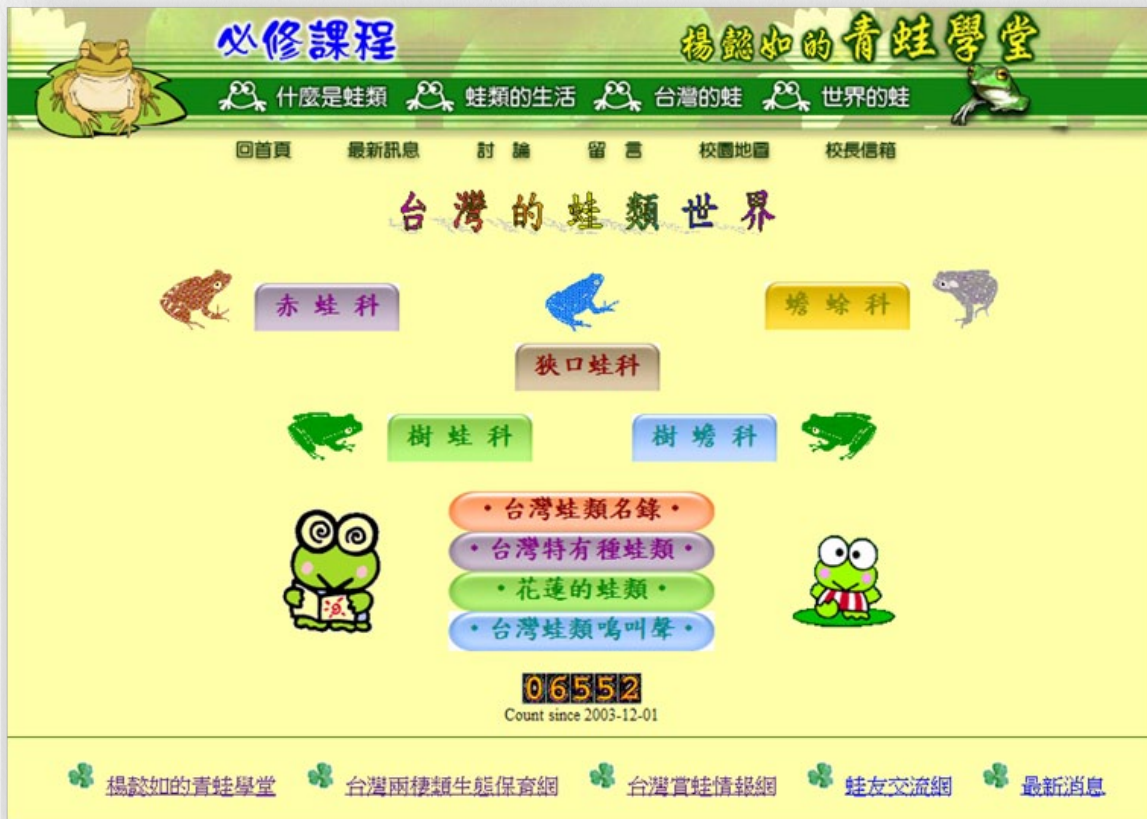 必修課程 楊懿如的青蛙學堂
什麼是蛙類 蛙類的生活 台灣的蛙 世界的蛙
回首頁 最新訊息 討論 留言 校園地圖 校長信箱
台灣的蛙類世界
赤蛙科 蟾蜍科
狹口蛙科
樹蛙科 樹蟾科
·台灣蛙類名錄·
·台灣特有種蛙類·
·花蓮的蛙類·
·台灣蛙類鳴叫聲·
06552
Count since 2003-12-01
楊懿如的青蛙學堂 台灣兩棲類生態保育網 台灣賞蛙情報網 蛙友交流網 最新消息